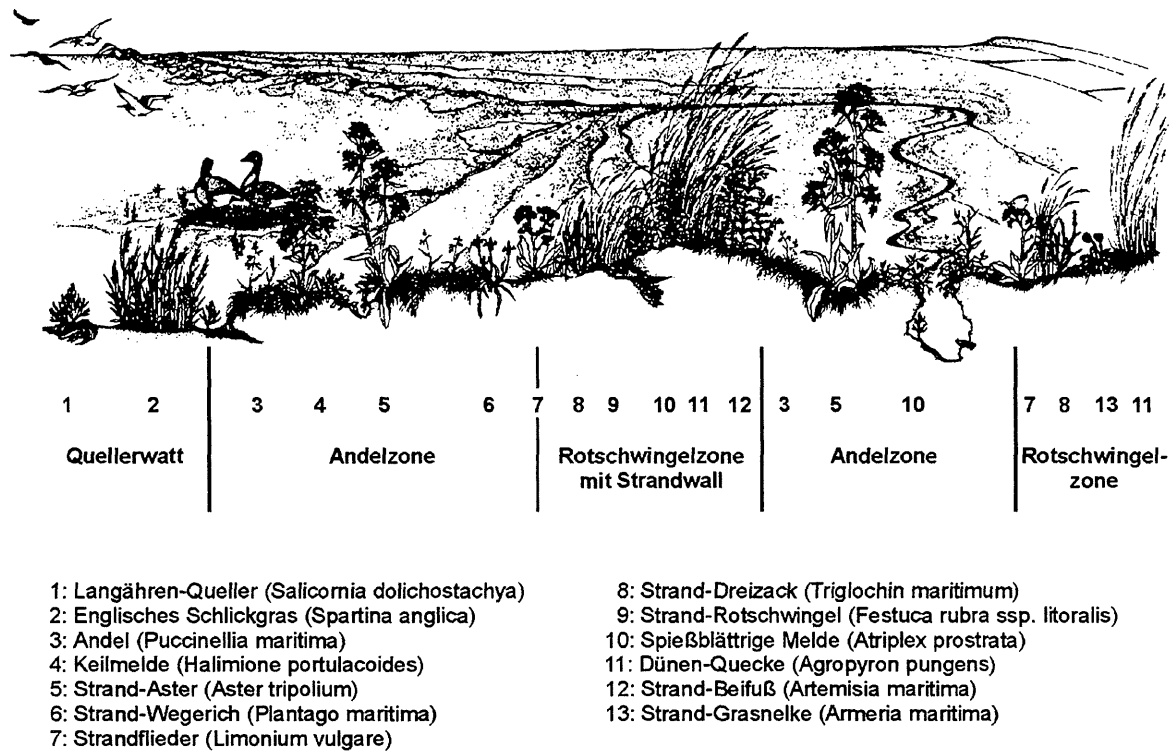 1 2 3 4 5 6 7 8 9 10 11 12 3 5 10 7 8 13 11
Quellerwatt Andelzone Rotschwingelzone mit Strandwall Andelzone Rotschwingel-zone
1: Langähren-Queller (Salicornia dolichostachya)
2: Englisches Schlickgras (Spartina anglica)
3: Andel (Puccinellia maritima)
4: Keilmelde (Halimione portulacoides)
5: Strand-Aster (Aster tripolium)
6: Strand-Wegerich (Plantago maritima)
7: Strandflieder (Limonium vulgare)
8: Strand-Dreizack (Triglochin maritimum)
9: Strand-Rotschwingel (Festuca rubra ssp. litoralis)
10: Spießblättrige Melde (Atriplex prostrata)
11: Dünen-Quecke (Agropyron pungens)
12: Strand-Beifuß (Artemisia maritima)
13: Strand-Grasnelke (Armeria maritima)